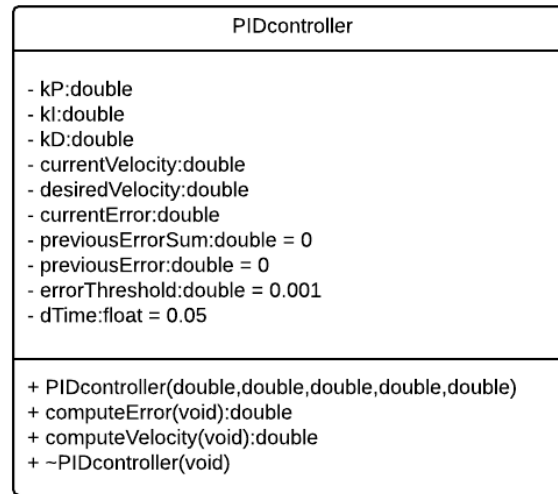 PIDcontroller
- kP:double
- kI:double
- kD:double
- currentVelocity:double
- desiredVelocity:double
- currentError:double
- previousErrorSum:double = 0
- previousError:double = 0
- errorThreshold:double = 0.001
- dTime:float = 0.05
+ PIDcontroller(double,double,double,double,double)
+ computeError(void):double
+ computeVelocity(void):double
+ ~PIDcontroller(void)